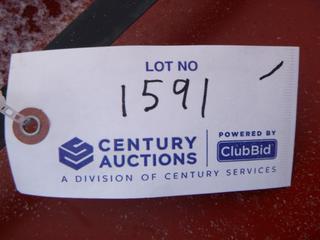 LOT NO
1591
CENTURY
AUCTIONS
POWERED BY
ClubBid
A DIVISION OF CENTURY SERVICES